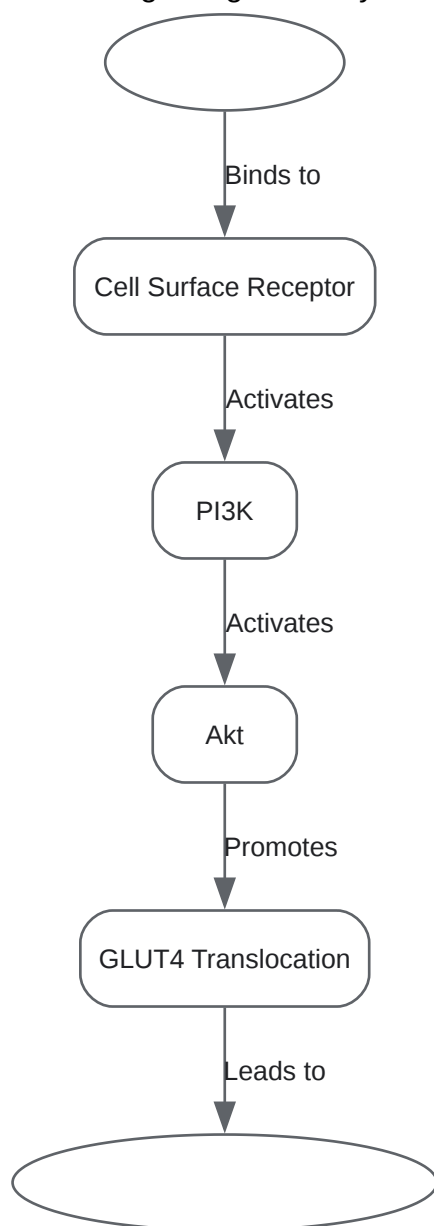 Binds to
Cell Surface Receptor
Activates
PI3K
Activates
Akt
Promotes
GLUT4 Translocation
Leads to